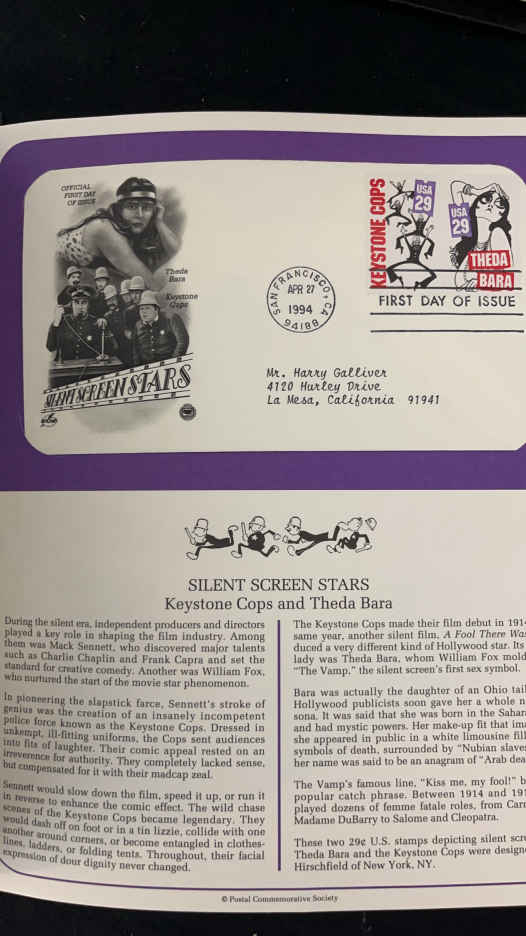 OFFICIAL
FIRST DAY
OF ISSUE
Theda
Bara
Keystone
Cops
SILENT SCREEN STARS
SAN FRANCISCO, CA
APR 27
1994
94188
KEYSTONE COPS
USA
29
USA
29
THEDA
BARA
FIRST DAY OF ISSUE
Mr. Harry Galliver
4120 Hurley Drive
La Mesa, California 91941
SILENT SCREEN STARS
Keystone Cops and Theda Bara
During the silent era, independent producers and directors
played a key role in shaping the film industry. Among
them was Mack Sennett, who discovered major talents
such as Charlie Chaplin and Frank Capra and set the
standard for creative comedy. Another was William Fox,
who nurtured the start of the movie star phenomenon.
In pioneering the slapstick farce, Sennett's stroke of
genius was the creation of an insanely incompetent
police force known as the Keystone Cops. Dressed in
unkempt, ill-fitting uniforms, the Cops sent audiences
into fits of laughter. Their comic appeal rested on an
irreverence for authority. They completely lacked sense,
but compensated for it with their madcap zeal.
Sennett would slow down the film, speed it up, or run it
in reverse to enhance the comic effect. The wild chase
scenes of the Keystone Cops became legendary. They
would dash off on foot or in a tin lizzie, collide with one
another around corners, or become entangled in clothes-
lines, ladders, or folding tents. Throughout, their facial
expression of dour dignity never changed.
The Keystone Cops made their film debut in 1914
same year, another silent film, A Fool There Was
duced a very different kind of Hollywood star. Its
lady was Theda Bara, whom William Fox mold
"The Vamp," the silent screen's first sex symbol.
Bara was actually the daughter of an Ohio tail
Hollywood publicists soon gave her a whole n
sona. It was said that she was born in the Sahara
and had mystic powers. Her make-up fit that ima
she appeared in public in a white limousine fill
symbols of death, surrounded by "Nubian slaves
her name was said to be an anagram of "Arab dea
The Vamp's famous line, "Kiss me, my fool!" b
popular catch phrase. Between 1914 and 191
played dozens of femme fatale roles, from Carm
Madame DuBarry to Salome and Cleopatra.
These two 29¢ U.S. stamps depicting silent scre
Theda Bara and the Keystone Cops were designe
Hirschfield of New York, NY.
© Postal Commemorative Society